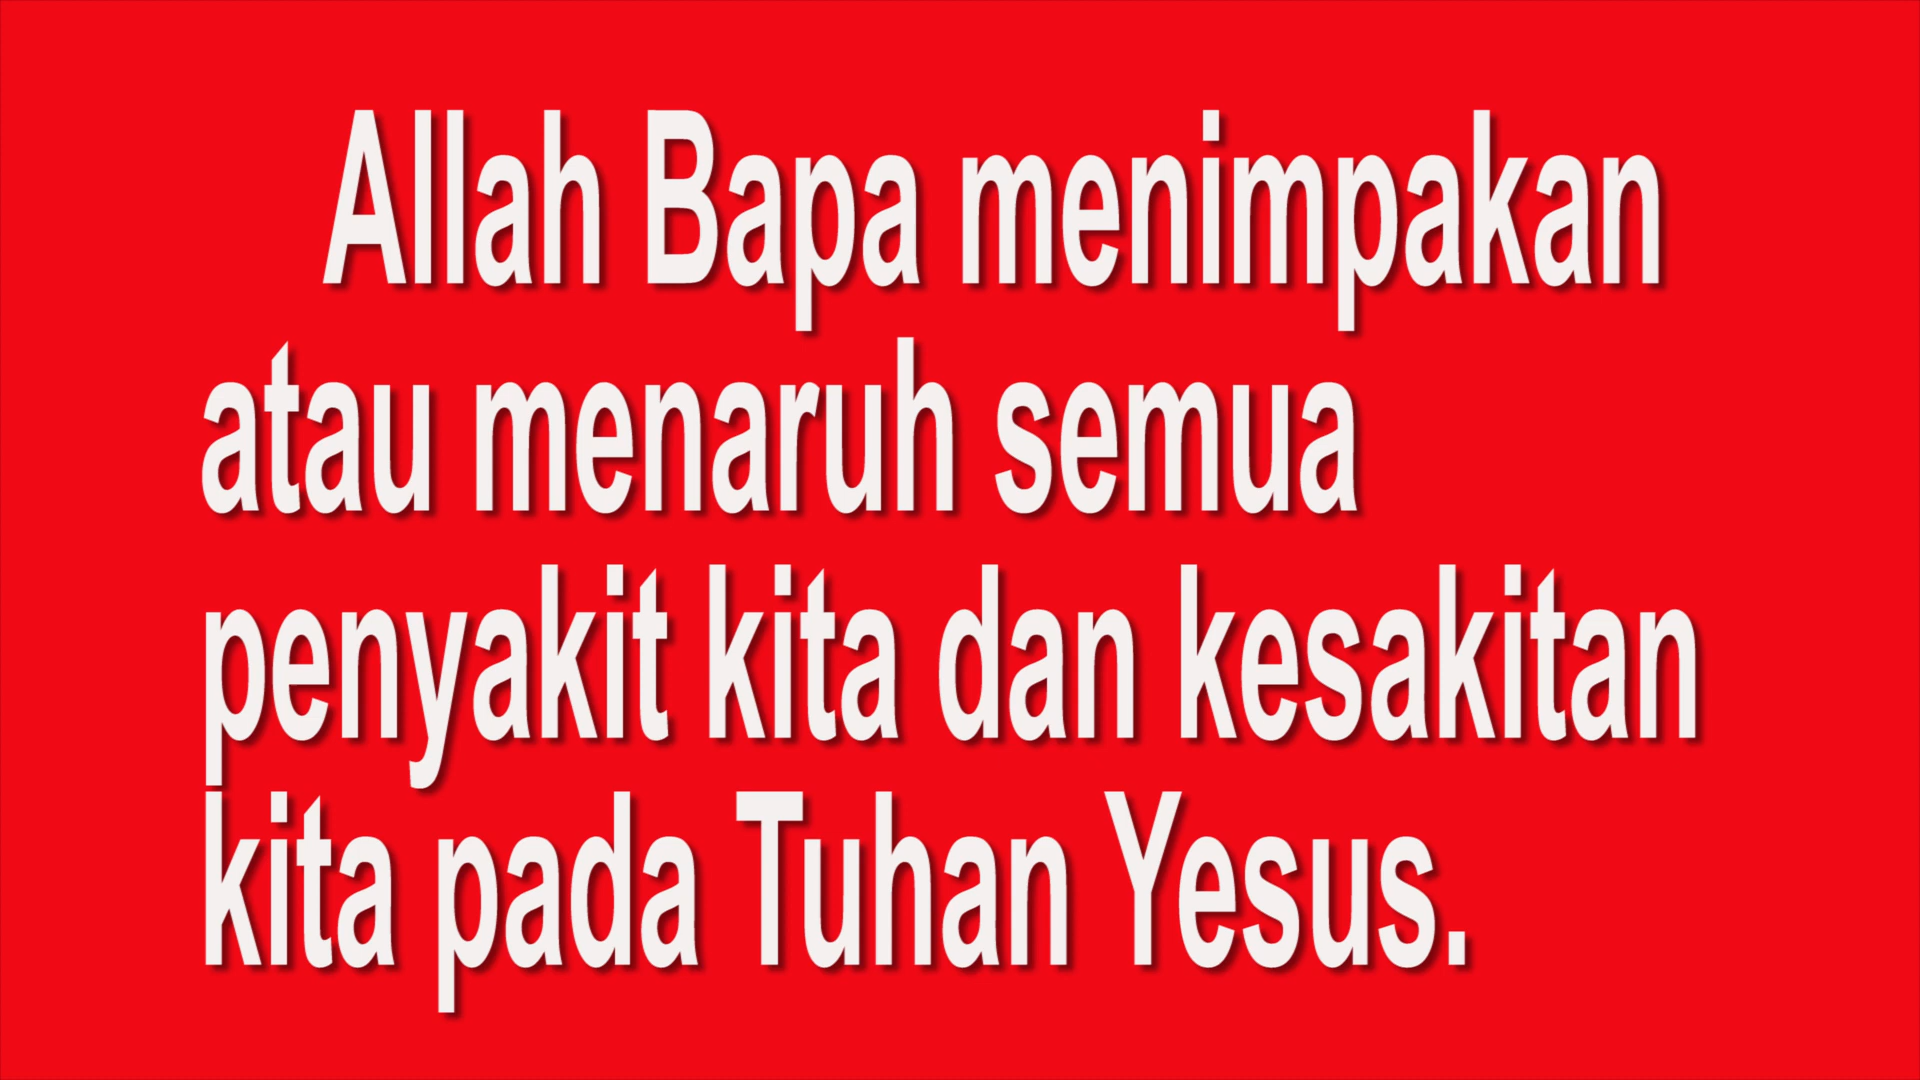 Allah Bapa menimpakan
atau menaruh semua
penyakit kita dan kesakitan
kita pada Tuhan Yesus.